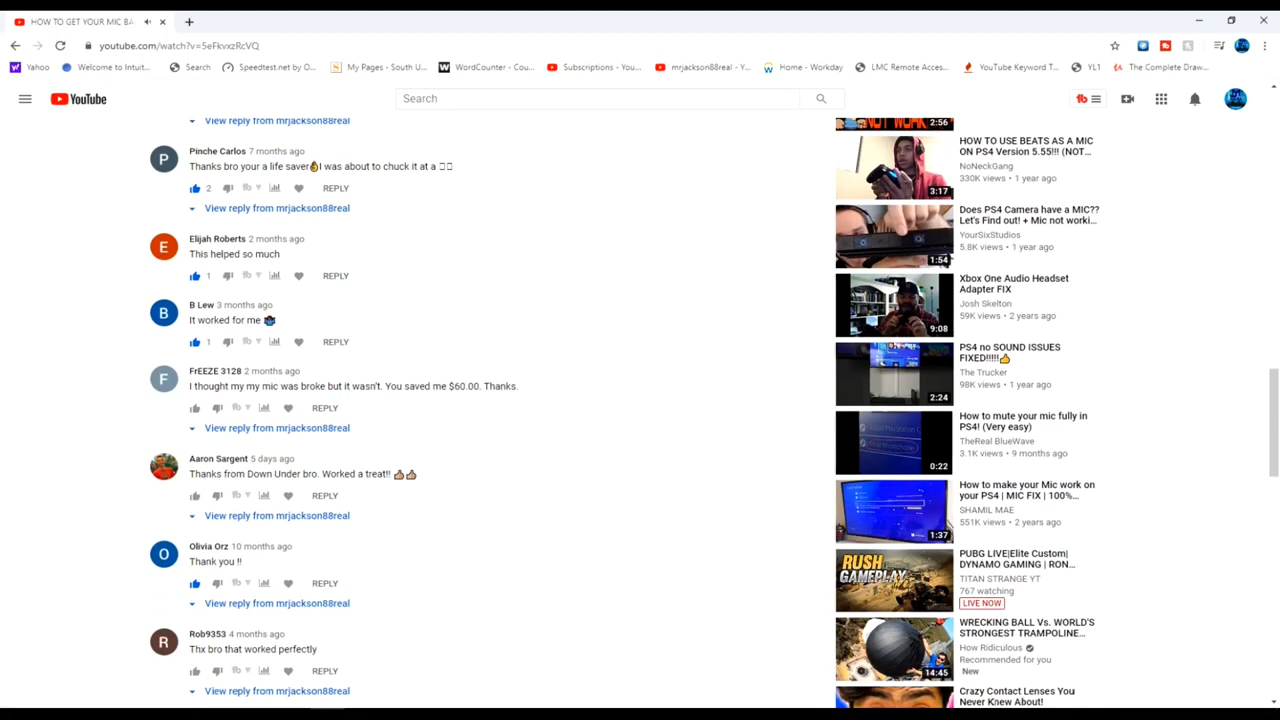 HOW TO GET YOUR MIC BA
youtube.com/watch?v=5eFkvxzRcVQ
Yahoo
Welcome to Intuit...
Search
Speedtest.net by O...
My Pages - South U...
WordCounter - Cou...
Subscriptions - You...
mrjackson88real - Y...
Home - Workday
LMC Remote Acces...
YouTube Keyword T...
YL1
The Complete Draw...
YouTube
Search
View reply from mrjackson88real
Pinche Carlos 7 months ago
Thanks bro your a life saver👌I was about to chuck it at a □□
2
REPLY
View reply from mrjackson88real
Elijah Roberts 2 months ago
This helped so much
1
REPLY
B Lew 3 months ago
It worked for me
1
REPLY
FrEEZE 3128 2 months ago
I thought my my mic was broke but it wasn't. You saved me $60.00. Thanks.
REPLY
View reply from mrjackson88real
Aaron Sargent 5 days ago
Thanks from Down Under bro. Worked a treat!! 👍👍
REPLY
View reply from mrjackson88real
Olivia Orz 10 months ago
Thank you !!
REPLY
View reply from mrjackson88real
Rob9353 4 months ago
Thx bro that worked perfectly
REPLY
View reply from mrjackson88real
NOT WORK
2:56
HOW TO USE BEATS AS A MIC
ON PS4 Version 5.55!!! (NOT...
NoNeckGang
330K views • 1 year ago
3:17
Does PS4 Camera have a MIC??
Let's Find out! + Mic not worki...
YourSixStudios
5.8K views • 1 year ago
1:54
Xbox One Audio Headset
Adapter FIX
Josh Skelton
59K views • 2 years ago
9:08
PS4 no SOUND ISSUES
FIXED!!!!!👍
The Trucker
98K views • 1 year ago
2:24
How to mute your mic fully in
PS4! (Very easy)
TheReal BlueWave
3.1K views • 9 months ago
0:22
How to make your Mic work on
your PS4 | MIC FIX | 100%...
SHAMIL MAE
551K views • 2 years ago
1:37
PUBG LIVE|Elite Custom|
DYNAMO GAMING | RON...
TITAN STRANGE YT
767 watching
LIVE NOW
RUSH
GAMEPLAY
WRECKING BALL Vs. WORLD'S
STRONGEST TRAMPOLINE...
How Ridiculous
Recommended for you
New
14:45
Crazy Contact Lenses You
Never Knew About!